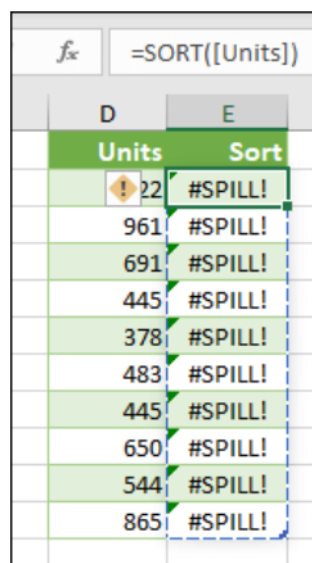 fx =SORT([Units])
D E
Units Sort
22 #SPILL!
961 #SPILL!
691 #SPILL!
445 #SPILL!
378 #SPILL!
483 #SPILL!
445 #SPILL!
650 #SPILL!
544 #SPILL!
865 #SPILL!